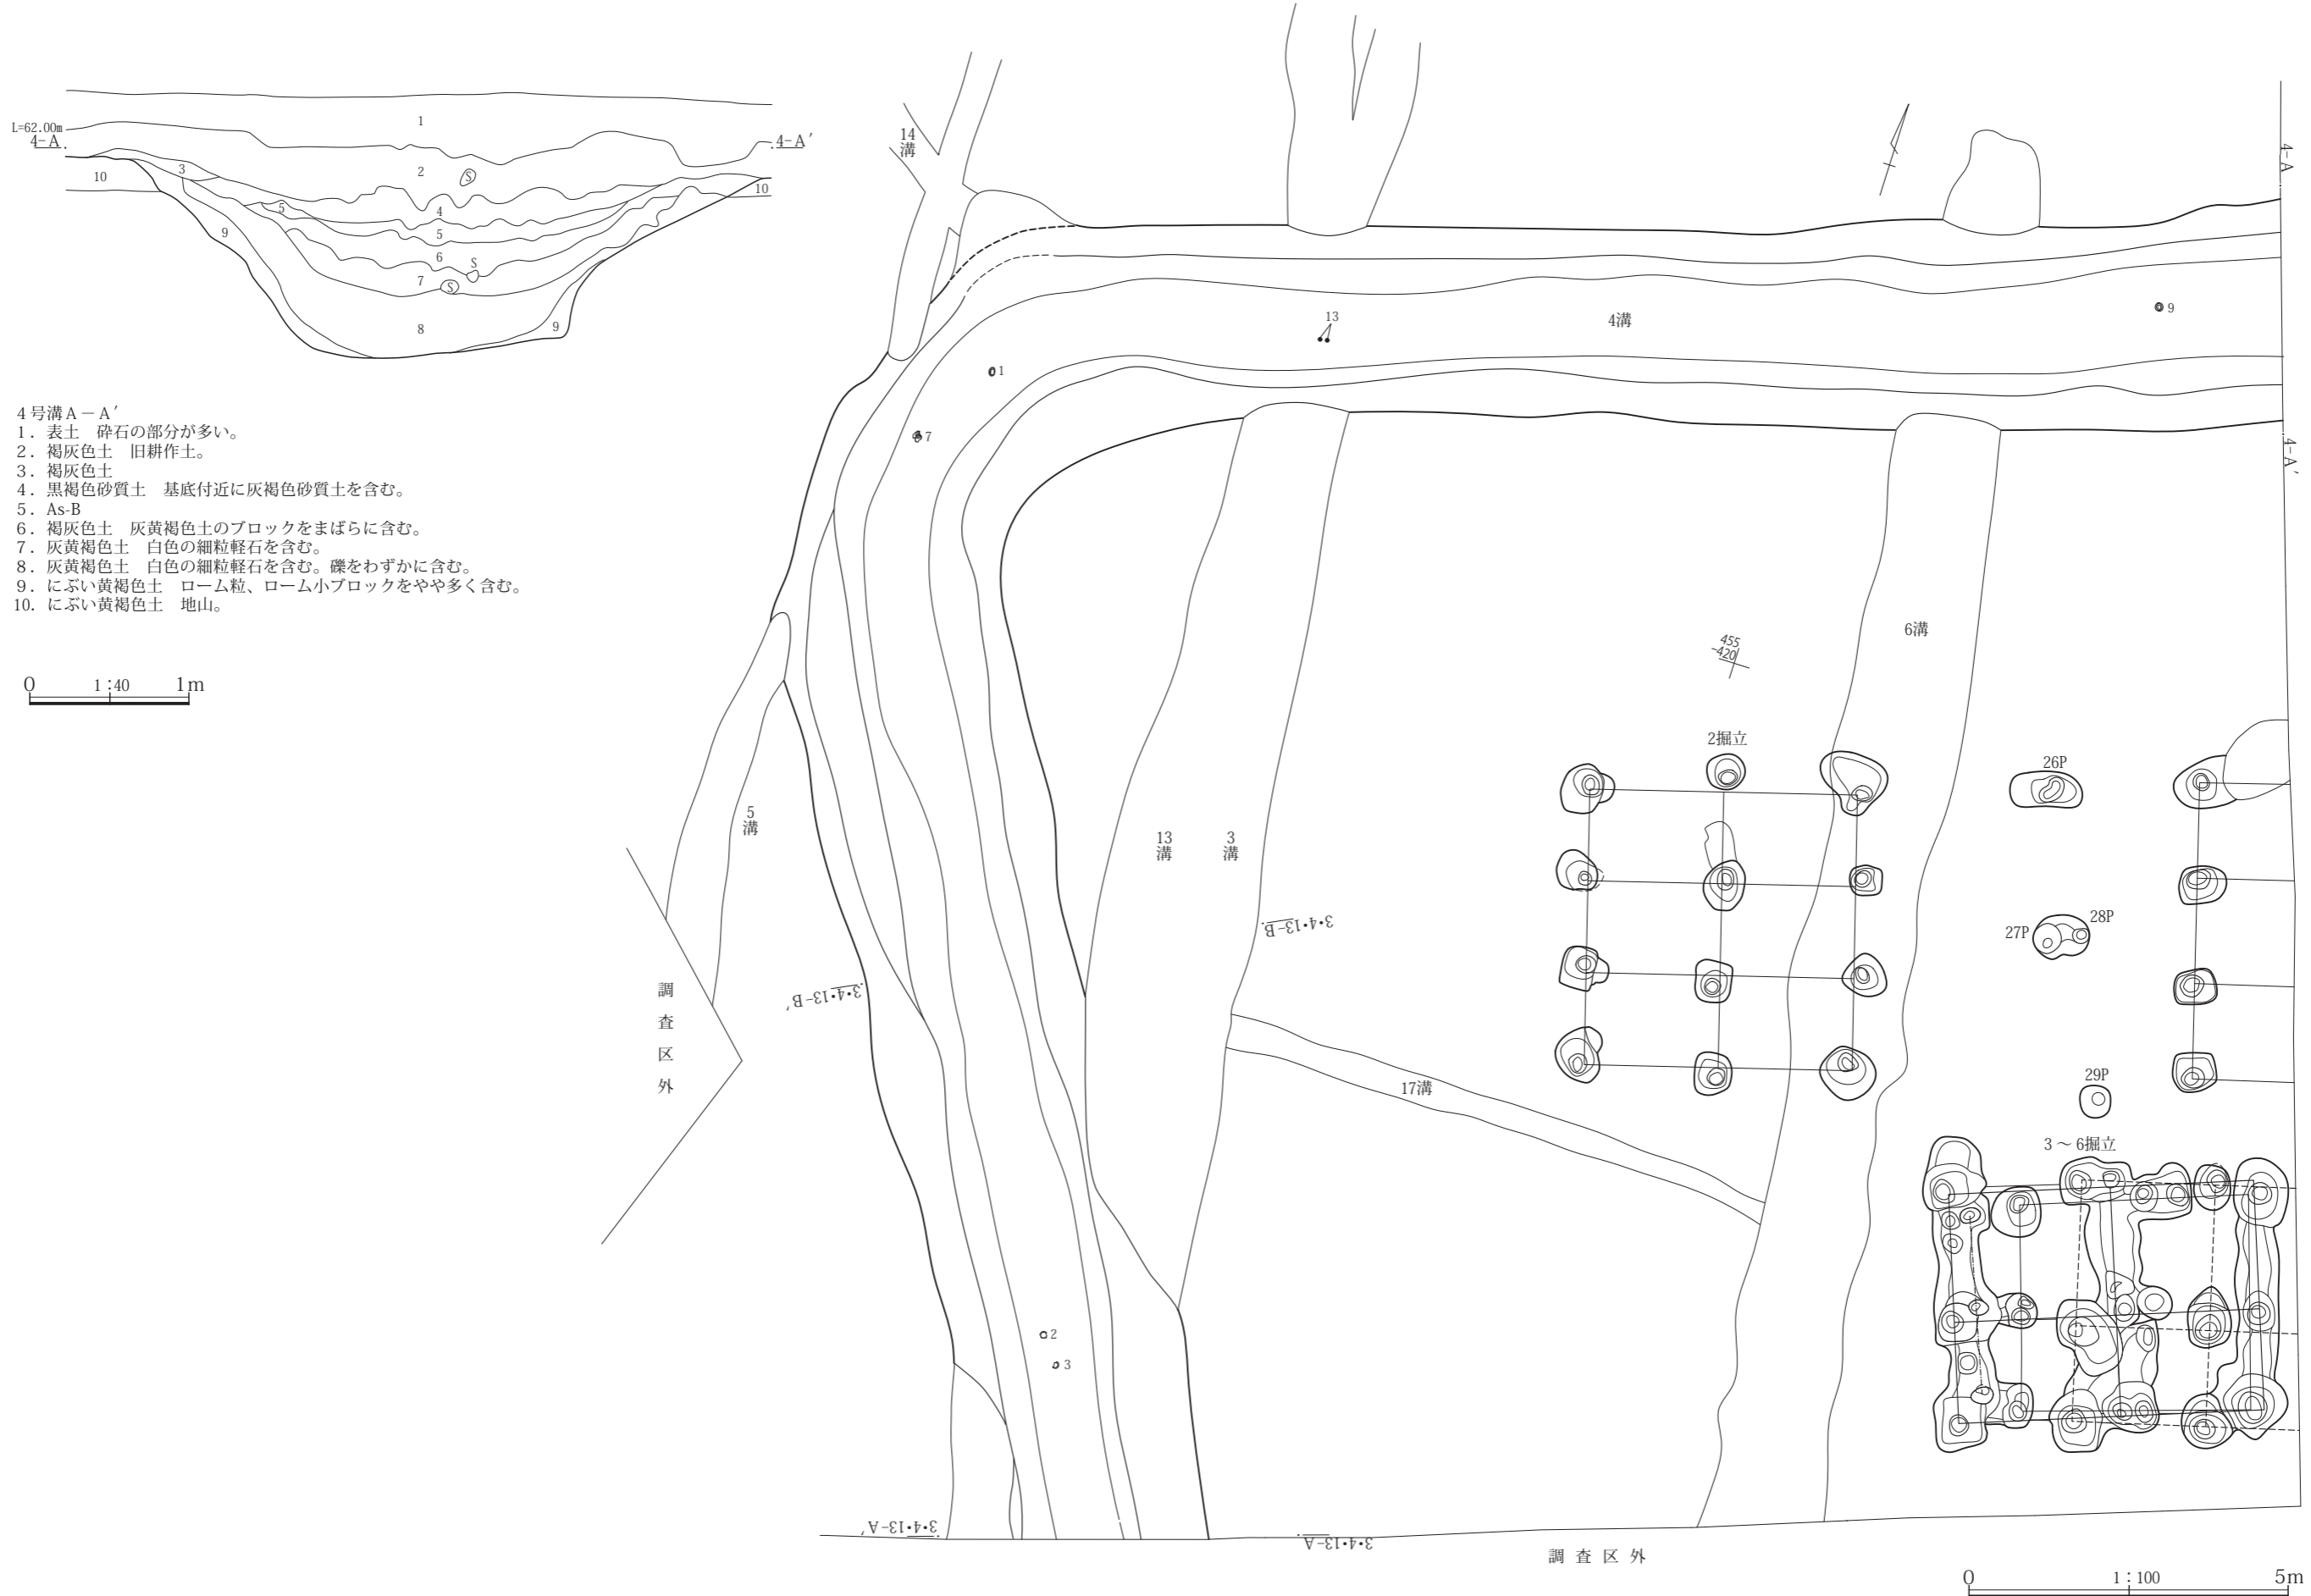 L=62.00m
4-A
4-A′
1
2
S
3
10
10
4
5
5
6
S
7
S
8
9
9
4号溝A－A′
1．表土　砕石の部分が多い。
2．褐灰色土　旧耕作土。
3．褐灰色土
4．黒褐色砂質土　基底付近に灰褐色砂質土を含む。
5．As-B
6．褐灰色土　灰黄褐色土のブロックをまばらに含む。
7．灰黄褐色土　白色の細粒軽石を含む。
8．灰黄褐色土　白色の細粒軽石を含む。礫をわずかに含む。
9．にぶい黄褐色土　ローム粒、ローム小ブロックをやや多く含む。
10．にぶい黄褐色土　地山。
0 1：40 1m
14溝
4-A
13
4溝
9
1
7
4-A′
455
-420
6溝
2掘立
26P
5溝
13溝
3溝
3・4・13-B
28P
27P
3・4・13-B′
調査区外
29P
17溝
3～6掘立
2
3
3・4・13-A′
3・4・13-A
調査区外
0 1：100 5m